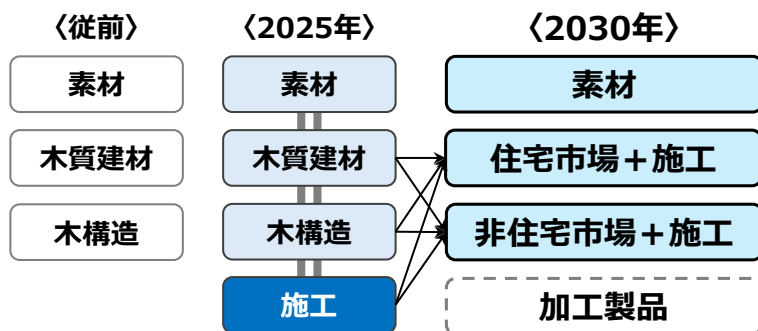 〈従前〉
〈2025年〉
〈2030年〉
素材
素材
素材
木質建材
木質建材
住宅市場＋施工
木構造
木構造
非住宅市場＋施工
施工
加工製品